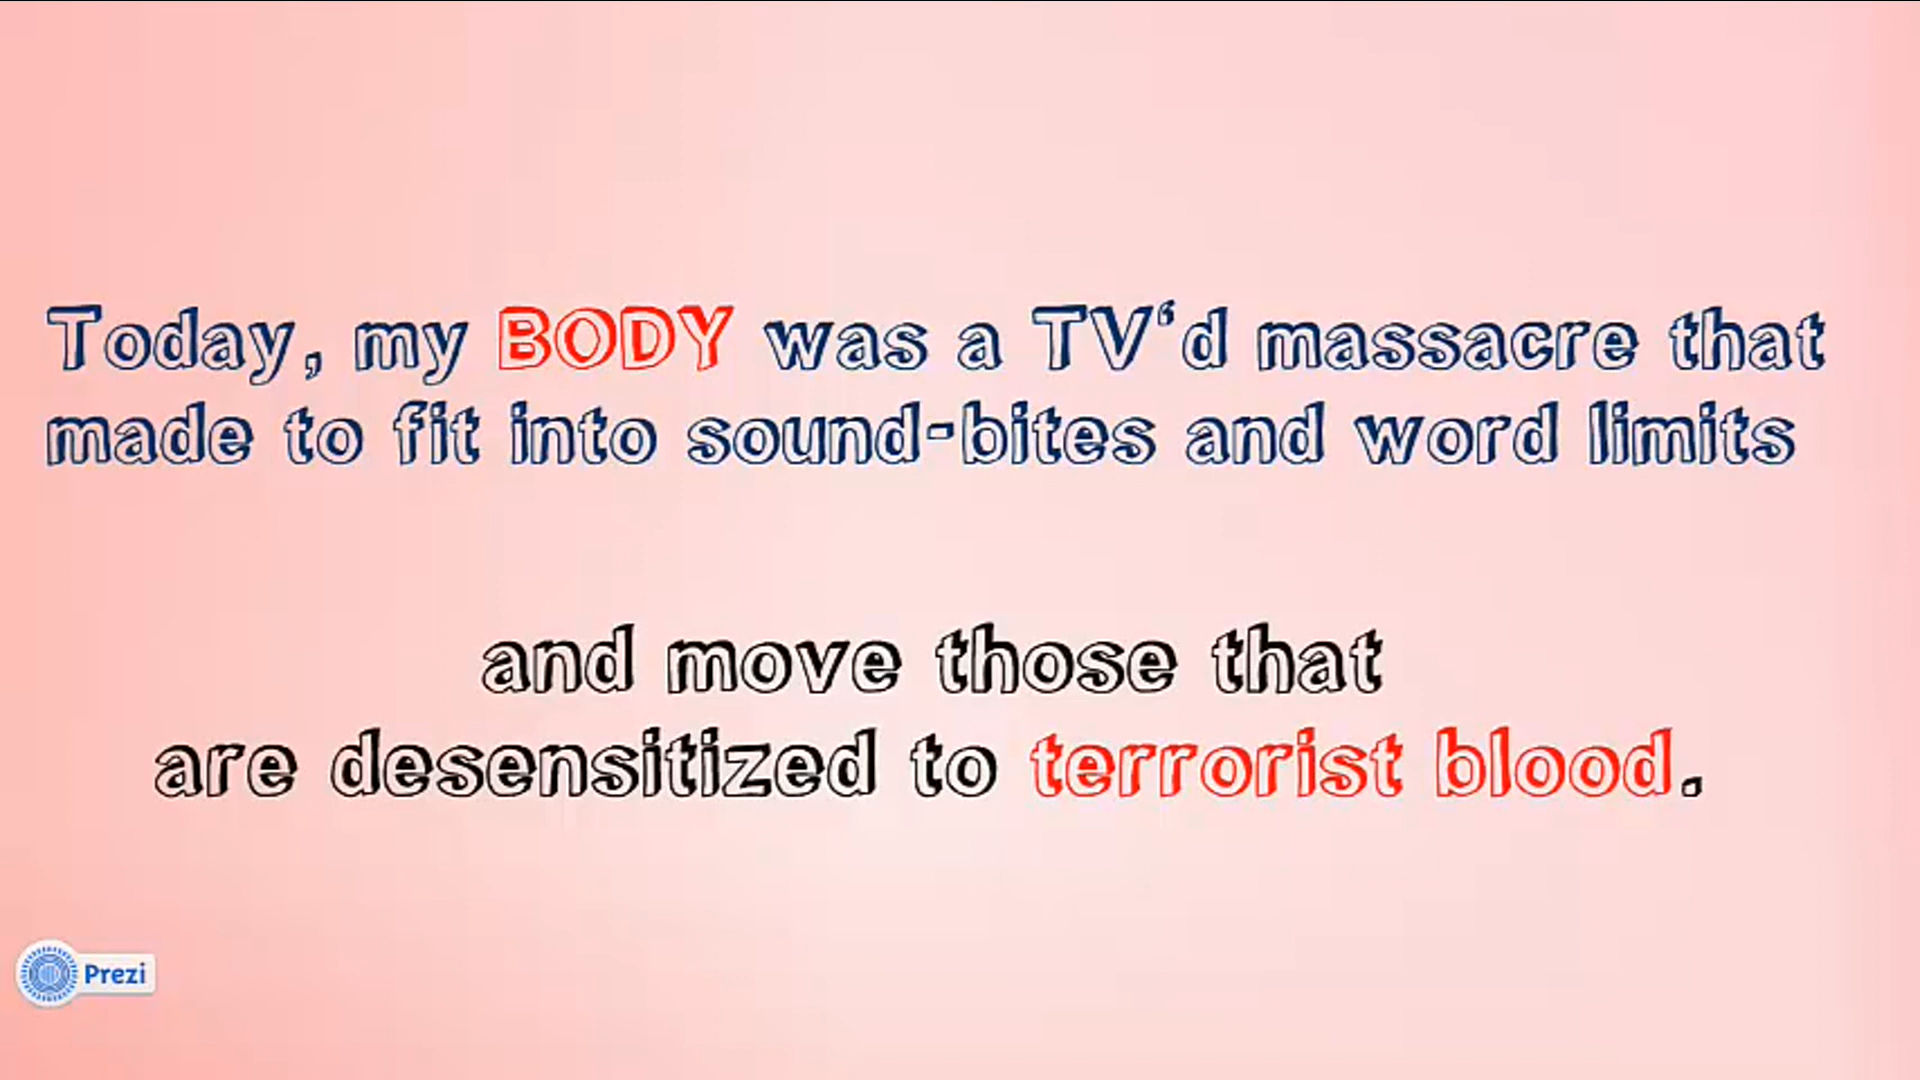 Today, my BODY was a TV‘d massacre that
made to fit into sound-bites and word limits
and move those that
are desensitized to terrorist blood.
Prezi